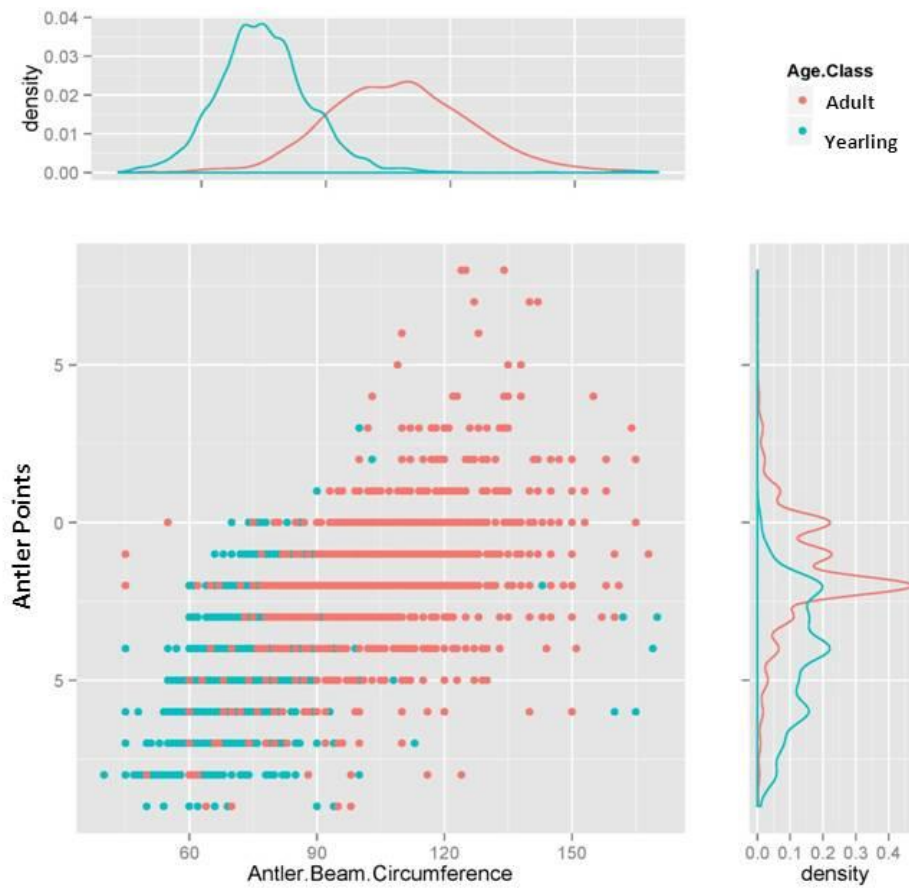 0.04
0.03
0.02
0.01
0.00
density
Age.Class
Adult
Yearling
5
0
5
Antler Points
60 90 120 150
Antler.Beam.Circumference
0.0 0.1 0.2 0.3 0.4
density